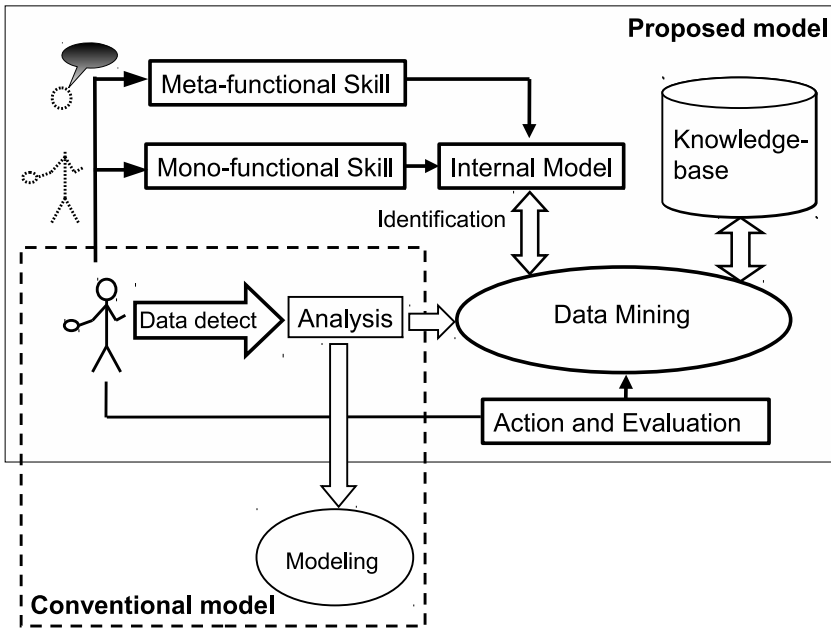 Proposed model
Meta-functional Skill
Knowledge-
base
Mono-functional Skill
Internal Model
Identification
Data detect
Analysis
Data Mining
Action and Evaluation
Modeling
Conventional model